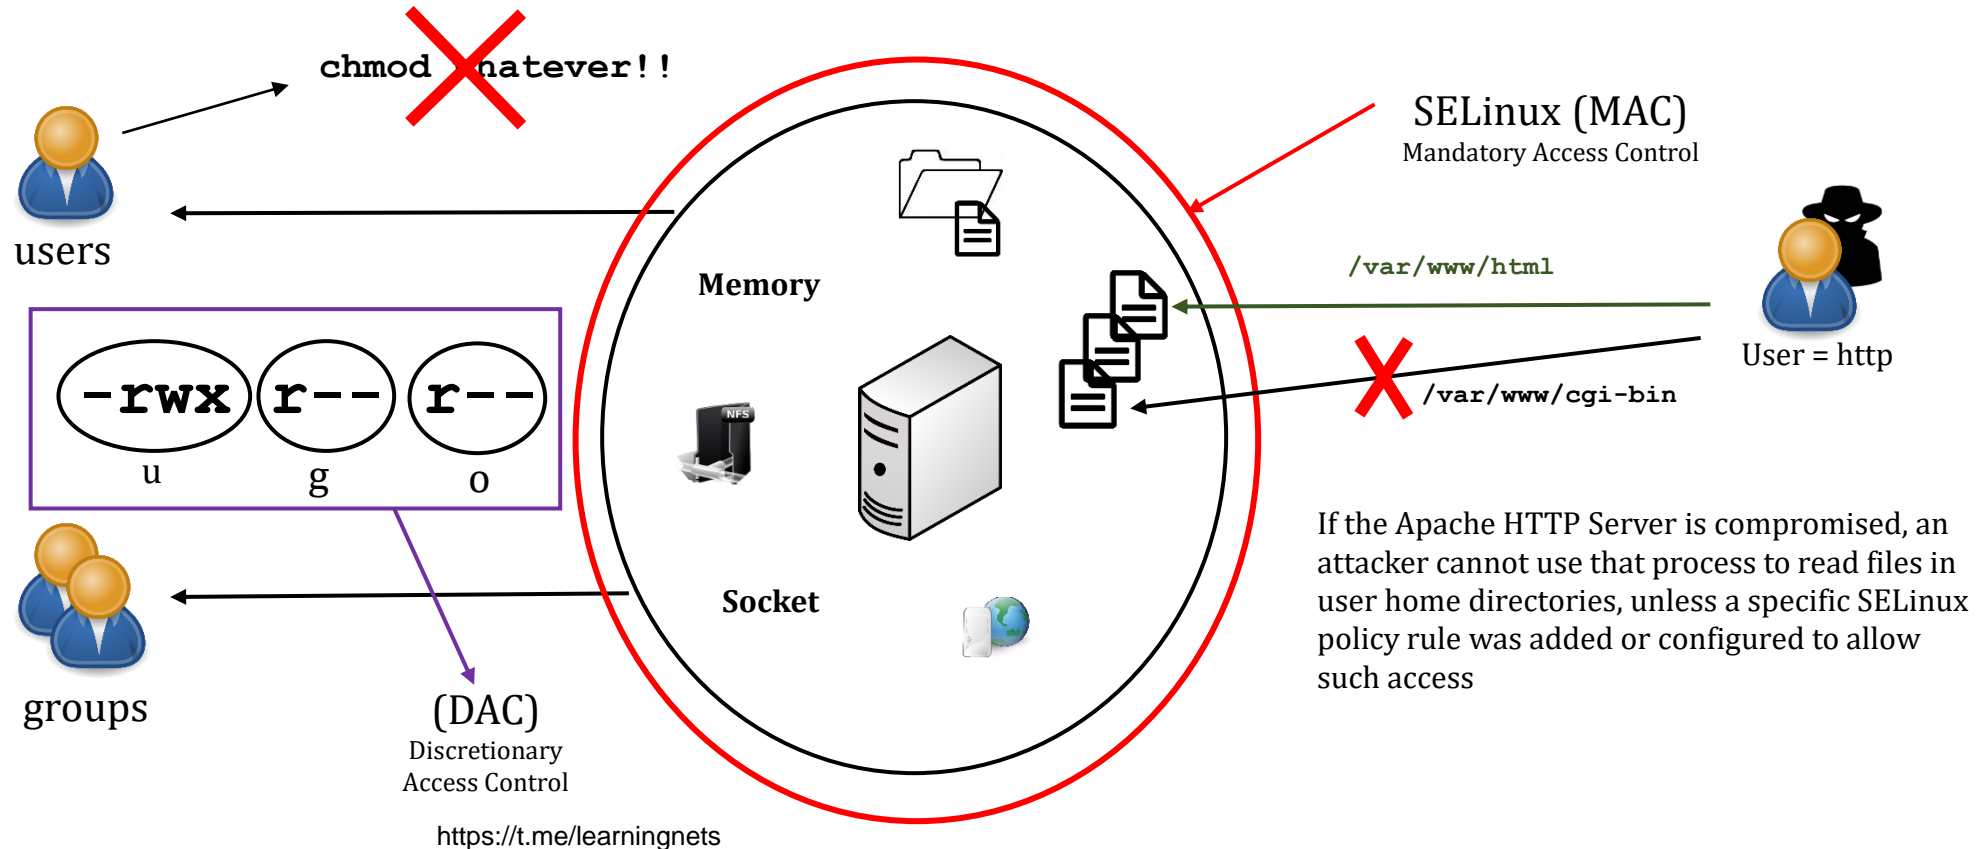 chmod hatever!!
users
-rwx r-- r--
u g o
groups
(DAC)
Discretionary
Access Control
https://t.me/learningnets
Memory
NFS
Socket
SELinux (MAC)
Mandatory Access Control
/var/www/html
/var/www/cgi-bin
User = http
If the Apache HTTP Server is compromised, an
attacker cannot use that process to read files in
user home directories, unless a specific SELinux
policy rule was added or configured to allow
such access